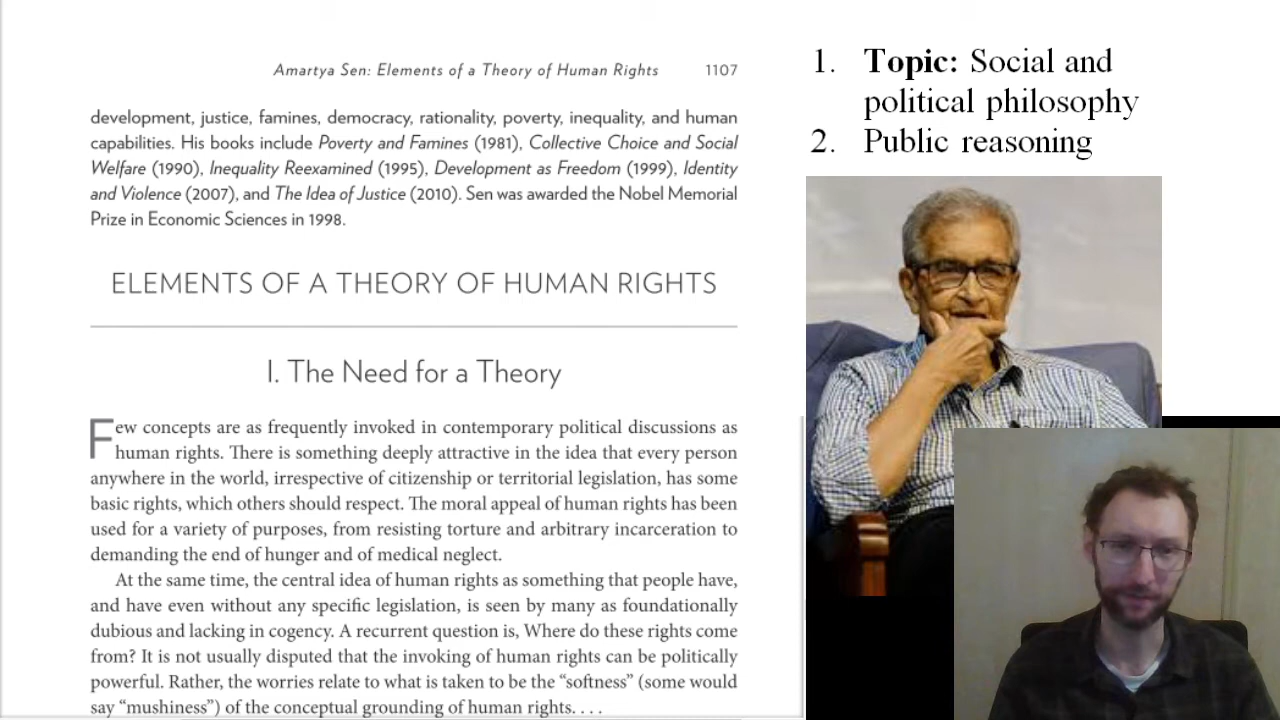 Amartya Sen: Elements of a Theory of Human Rights 1107
development, justice, famines, democracy, rationality, poverty, inequality, and human
capabilities. His books include Poverty and Famines (1981), Collective Choice and Social
Welfare (1990), Inequality Reexamined (1995), Development as Freedom (1999), Identity
and Violence (2007), and The Idea of Justice (2010). Sen was awarded the Nobel Memorial
Prize in Economic Sciences in 1998.
ELEMENTS OF A THEORY OF HUMAN RIGHTS
I. The Need for a Theory
Few concepts are as frequently invoked in contemporary political discussions as
human rights. There is something deeply attractive in the idea that every person
anywhere in the world, irrespective of citizenship or territorial legislation, has some
basic rights, which others should respect. The moral appeal of human rights has been
used for a variety of purposes, from resisting torture and arbitrary incarceration to
demanding the end of hunger and of medical neglect.
At the same time, the central idea of human rights as something that people have,
and have even without any specific legislation, is seen by many as foundationally
dubious and lacking in cogency. A recurrent question is, Where do these rights come
from? It is not usually disputed that the invoking of human rights can be politically
powerful. Rather, the worries relate to what is taken to be the “softness” (some would
say “mushiness”) of the conceptual grounding of human rights. . . .
1. Topic: Social and
political philosophy
2. Public reasoning